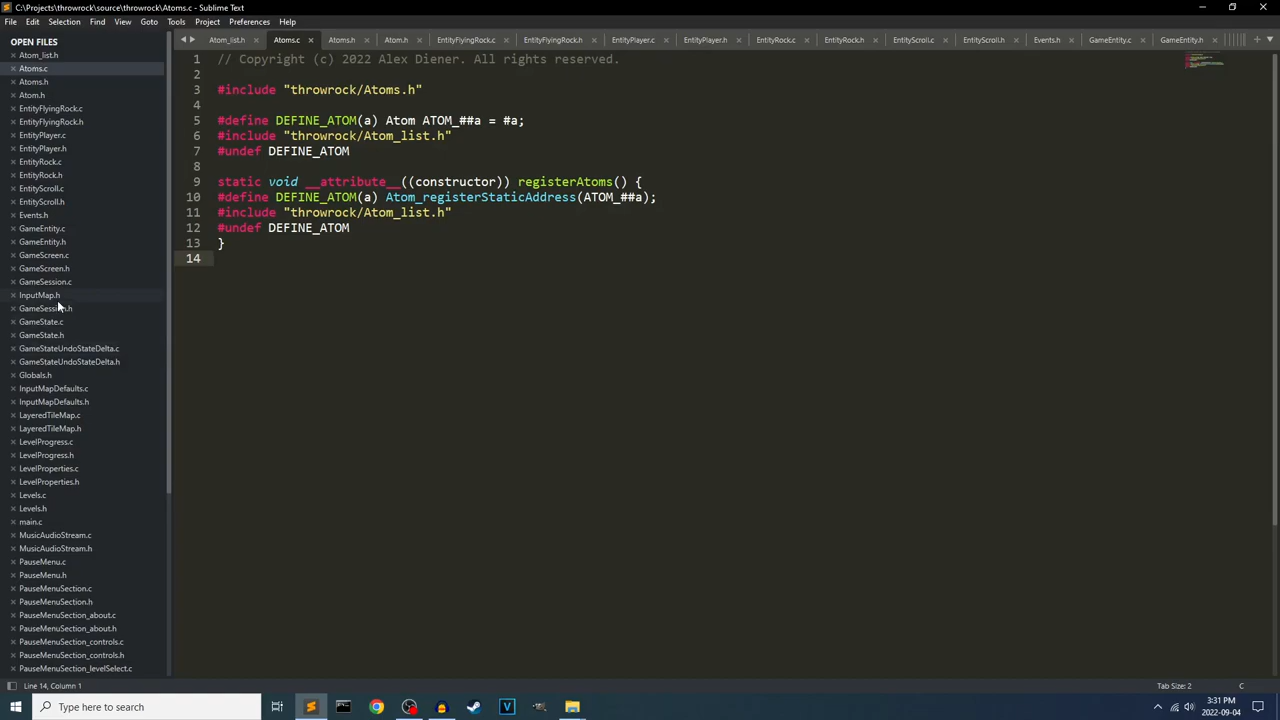 C:\Projects\throwrock\source\throwrock\Atoms.c - Sublime Text
File Edit Selection Find View Goto Tools Project Preferences Help
OPEN FILES
Atom_list.h
Atoms.c
Atoms.h
Atom.h
EntityFlyingRock.c
EntityFlyingRock.h
EntityPlayer.c
EntityPlayer.h
EntityRock.c
EntityRock.h
EntityScroll.c
EntityScroll.h
Events.h
GameEntity.c
GameEntity.h
GameScreen.c
GameScreen.h
GameSession.c
InputMap.h
GameSession.h
GameState.c
GameState.h
GameStateUndoStateDelta.c
GameStateUndoStateDelta.h
Globals.h
InputMapDefaults.c
InputMapDefaults.h
LayeredTileMap.c
LayeredTileMap.h
LevelProgress.c
LevelProgress.h
LevelProperties.c
LevelProperties.h
Levels.c
Levels.h
main.c
MusicAudioStream.c
MusicAudioStream.h
PauseMenu.c
PauseMenu.h
PauseMenuSection.c
PauseMenuSection.h
PauseMenuSection_about.c
PauseMenuSection_about.h
PauseMenuSection_controls.c
PauseMenuSection_controls.h
PauseMenuSection_levelSelect.c
Atom_list.h Atoms.c Atoms.h Atom.h EntityFlyingRock.c EntityFlyingRock.h EntityPlayer.c EntityPlayer.h EntityRock.c EntityRock.h EntityScroll.c EntityScroll.h Events.h GameEntity.c GameEntity.h
1 // Copyright (c) 2022 Alex Diener. All rights reserved.
2
3 #include "throwrock/Atoms.h"
4
5 #define DEFINE_ATOM(a) Atom ATOM_##a = #a;
6 #include "throwrock/Atom_list.h"
7 #undef DEFINE_ATOM
8
9 static void __attribute__((constructor)) registerAtoms() {
10 #define DEFINE_ATOM(a) Atom_registerStaticAddress(ATOM_##a);
11 #include "throwrock/Atom_list.h"
12 #undef DEFINE_ATOM
13 }
14
Line 14, Column 1
Tab Size: 2
C
Type here to search
3:31 PM
2022-09-04